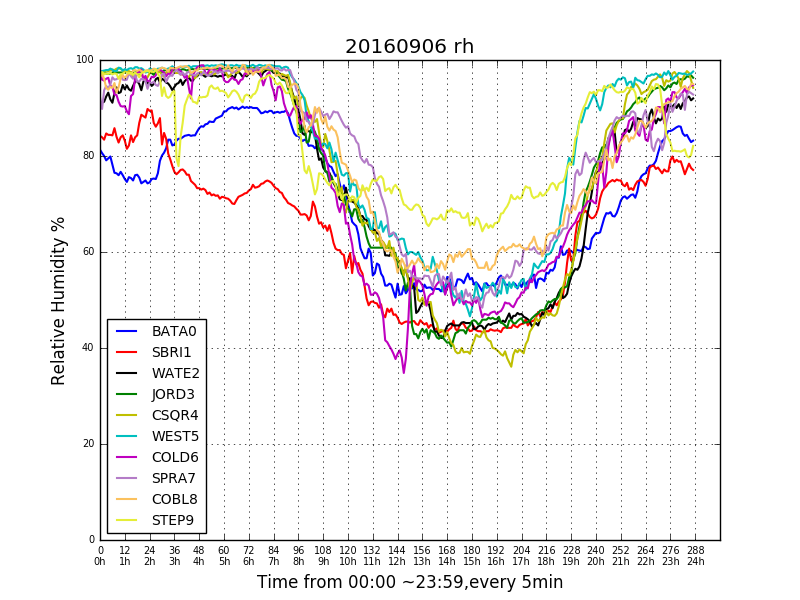 20160906 rh
100
80
60
40
20
0
Relative Humidity %
BATA0
SBRI1
WATE2
JORD3
CSQR4
WEST5
COLD6
SPRA7
COBL8
STEP9
0 12 24 36 48 60 72 84 96 108 120 132 144 156 168 180 192 204 216 228 240 252 264 276 288
0h 1h 2h 3h 4h 5h 6h 7h 8h 9h 10h 11h 12h 13h 14h 15h 16h 17h 18h 19h 20h 21h 22h 23h 24h
Time from 00:00 ~23:59,every 5min